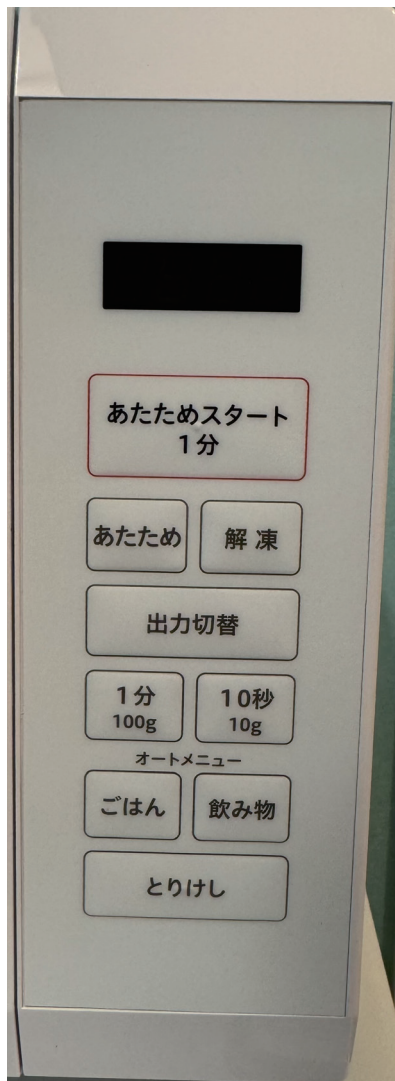 あたためスタート
1分
あたため
解凍
出力切替
1分
100g
10秒
10g
オートメニュー
ごはん
飲み物
とりけし